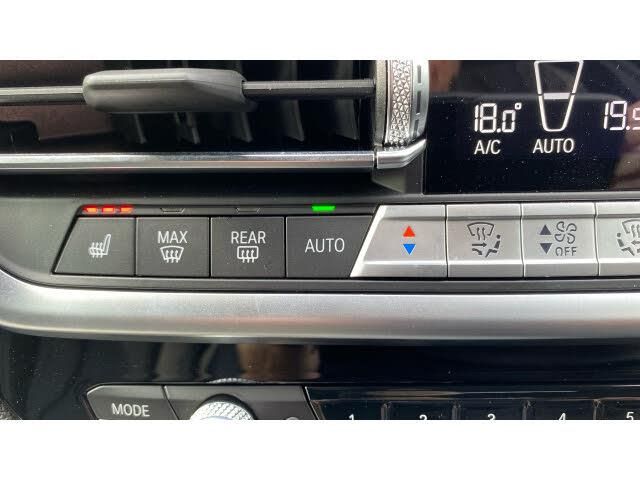 18.0° 19.5
A/C AUTO
MAX REAR AUTO OFF
MODE 1 2 3 4 5